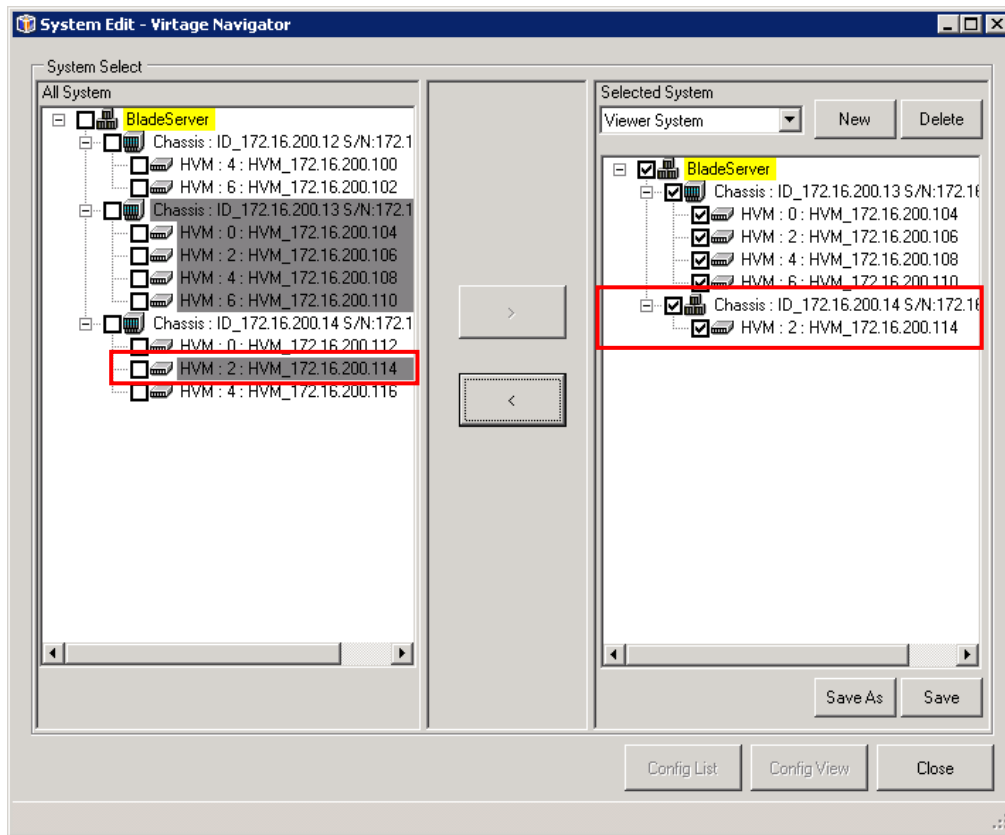 System Edit - Virtage Navigator
System Select
All System
BladeServer
Chassis : ID_172.16.200.12 S/N:172.1
HVM : 4 : HVM_172.16.200.100
HVM : 6 : HVM_172.16.200.102
Chassis : ID_172.16.200.13 S/N:172.1
HVM : 0 : HVM_172.16.200.104
HVM : 2 : HVM_172.16.200.106
HVM : 4 : HVM_172.16.200.108
HVM : 6 : HVM_172.16.200.110
Chassis : ID_172.16.200.14 S/N:172.1
HVM : 0 : HVM_172.16.200.112
HVM : 2 : HVM_172.16.200.114
HVM : 4 : HVM_172.16.200.116
>
<
Selected System
Viewer System
New
Delete
BladeServer
Chassis : ID_172.16.200.13 S/N:172.16
HVM : 0 : HVM_172.16.200.104
HVM : 2 : HVM_172.16.200.106
HVM : 4 : HVM_172.16.200.108
HVM : 6 : HVM_172.16.200.110
Chassis : ID_172.16.200.14 S/N:172.16
HVM : 2 : HVM_172.16.200.114
Save As
Save
Config List
Config View
Close